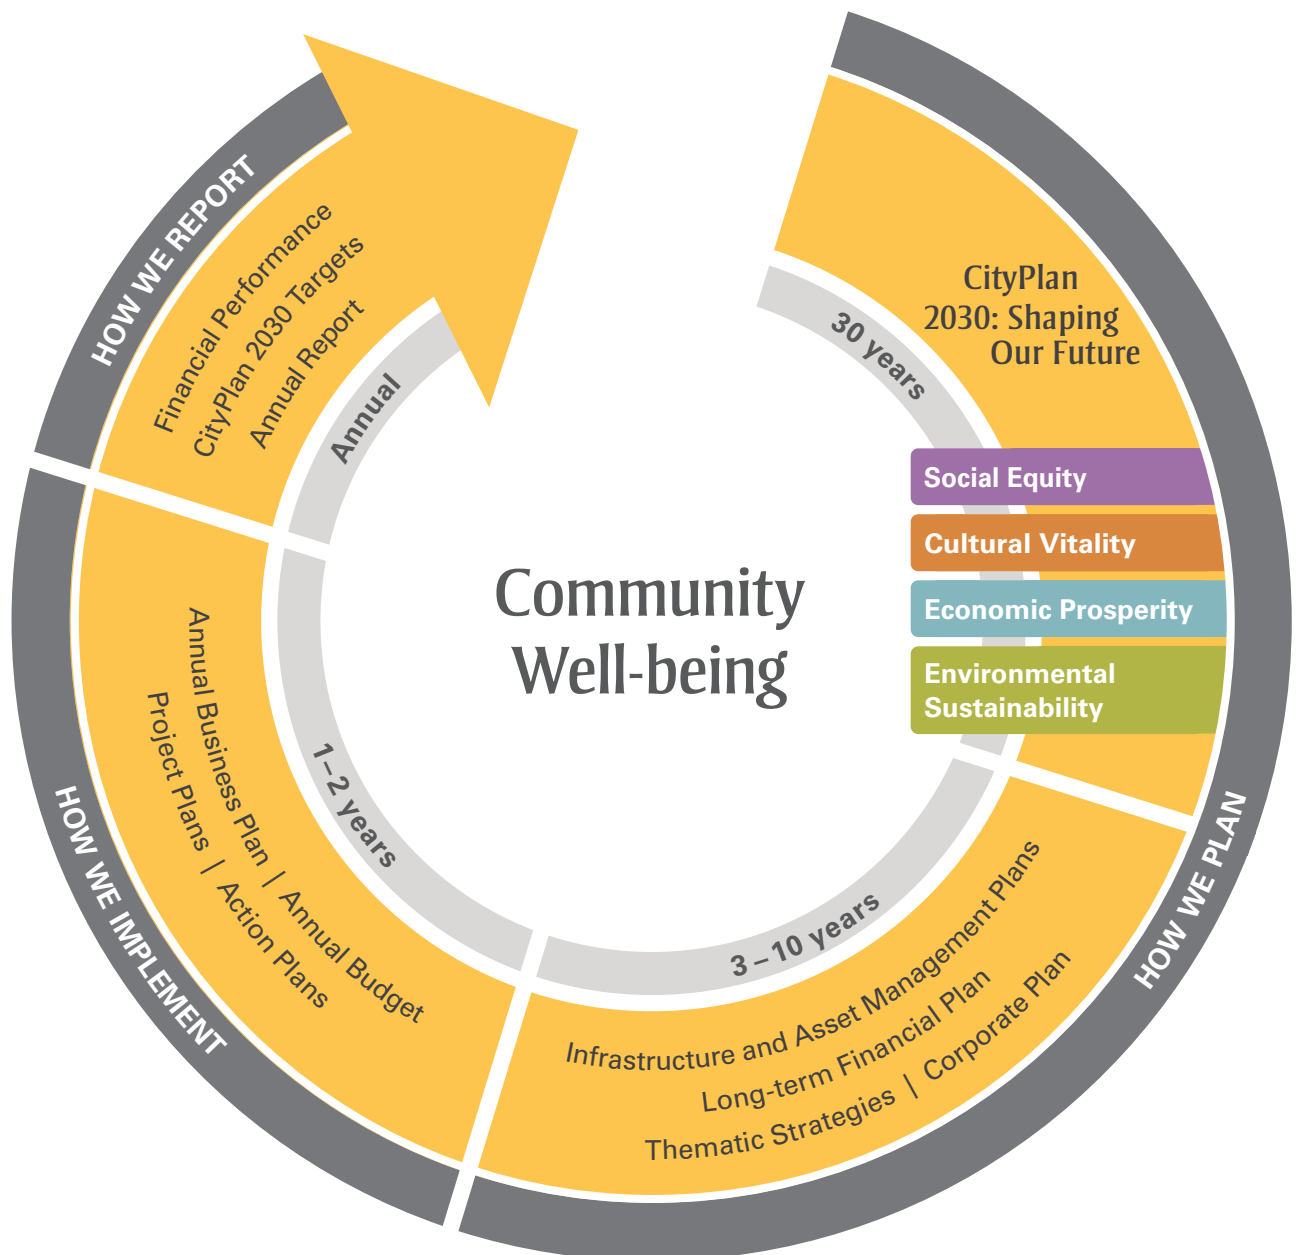 Community
Well-being
HOW WE PLAN
30 years
CityPlan
2030: Shaping
Our Future
Social Equity
Cultural Vitality
Economic Prosperity
Environmental
Sustainability
3–10 years
Infrastructure and Asset Management Plans
Long-term Financial Plan
Thematic Strategies | Corporate Plan
HOW WE IMPLEMENT
1–2 years
Annual Business Plan | Annual Budget
Project Plans | Action Plans
HOW WE REPORT
Annual
Financial Performance
CityPlan 2030 Targets
Annual Report